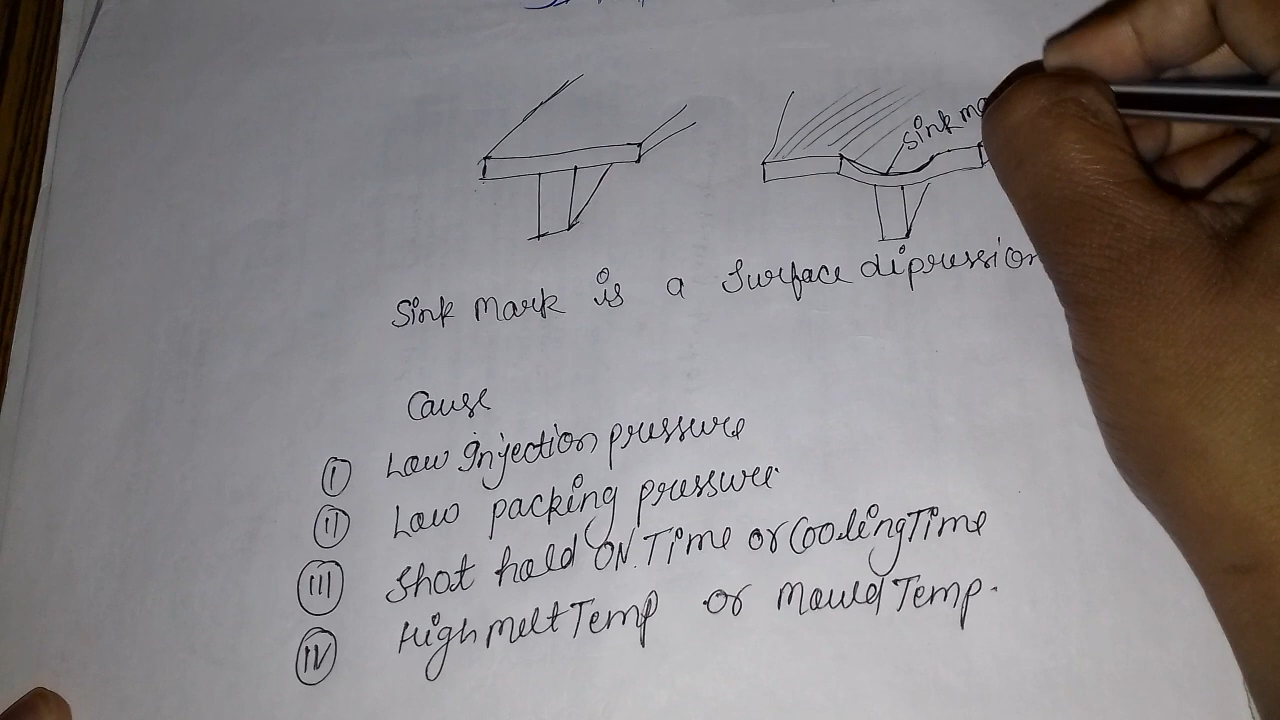 Sink ma
Sink Mark is a Surface dipression
Cause
I Low Injection pressure
II Low packing pressure
III Shot hold ON. Time or Cooling Time
IV High Melt Temp or Mould Temp.